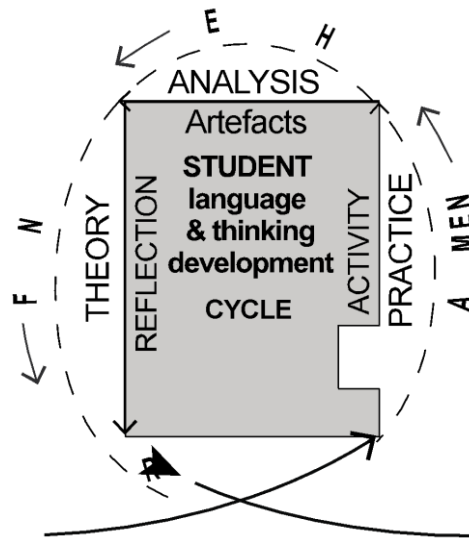 E H
ANALYSIS
Artefacts
STUDENT
language
& thinking
development
CYCLE
THEORY
REFLECTION
ACTIVITY
PRACTICE
N
F
A MEN
R